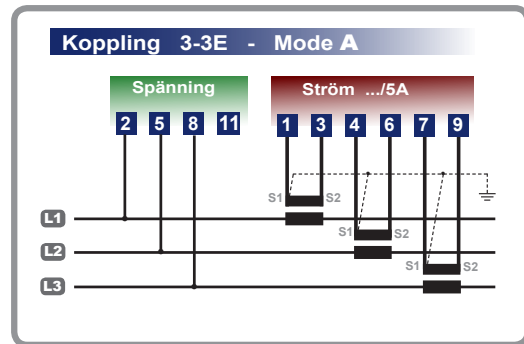 Koppling 3-3E - Mode A
Spänning
Ström .../5A
2 5 8 11
1 3 4 6 7 9
S1 S2
L1
S1 S2
L2
S1 S2
L3